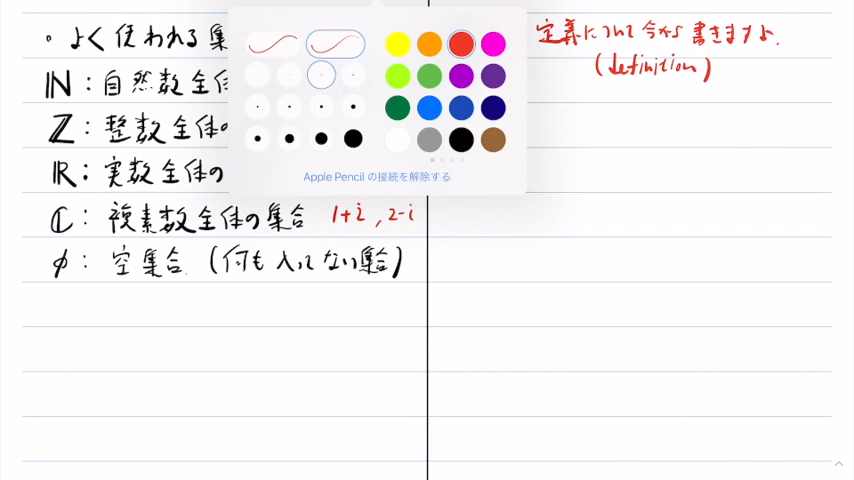 。よく使われる集
ℕ：自然数全体
ℤ：整数全体の
ℝ：実数全体の
ℂ：複素数全体の集合 1+i , 2-i
φ：空集合.（何も入ってない集合）
Apple Pencil の接続を解除する
定義について今から書きますよ.
(definition)